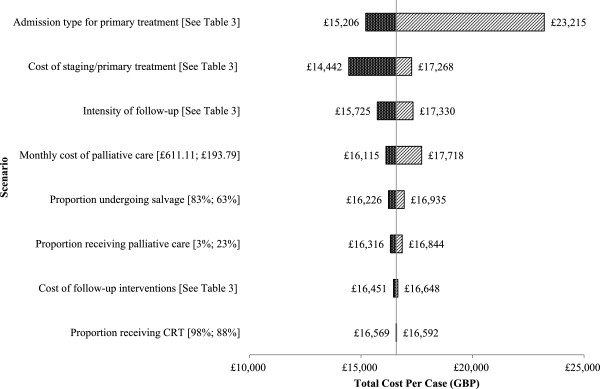 Admission type for primary treatment [See Table 3] £15,206 £23,215
Cost of staging/primary treatment [See Table 3] £14,442 £17,268
Intensity of follow-up [See Table 3] £15,725 £17,330
Monthly cost of palliative care [£611.11; £193.79] £16,115 £17,718
Scenario
Proportion undergoing salvage [83%; 63%] £16,226 £16,935
Proportion receiving palliative care [3%; 23%] £16,316 £16,844
Cost of follow-up interventions [See Table 3] £16,451 £16,648
Proportion receiving CRT [98%; 88%] £16,569 £16,592
£10,000 £15,000 £20,000 £25,000
Total Cost Per Case (GBP)